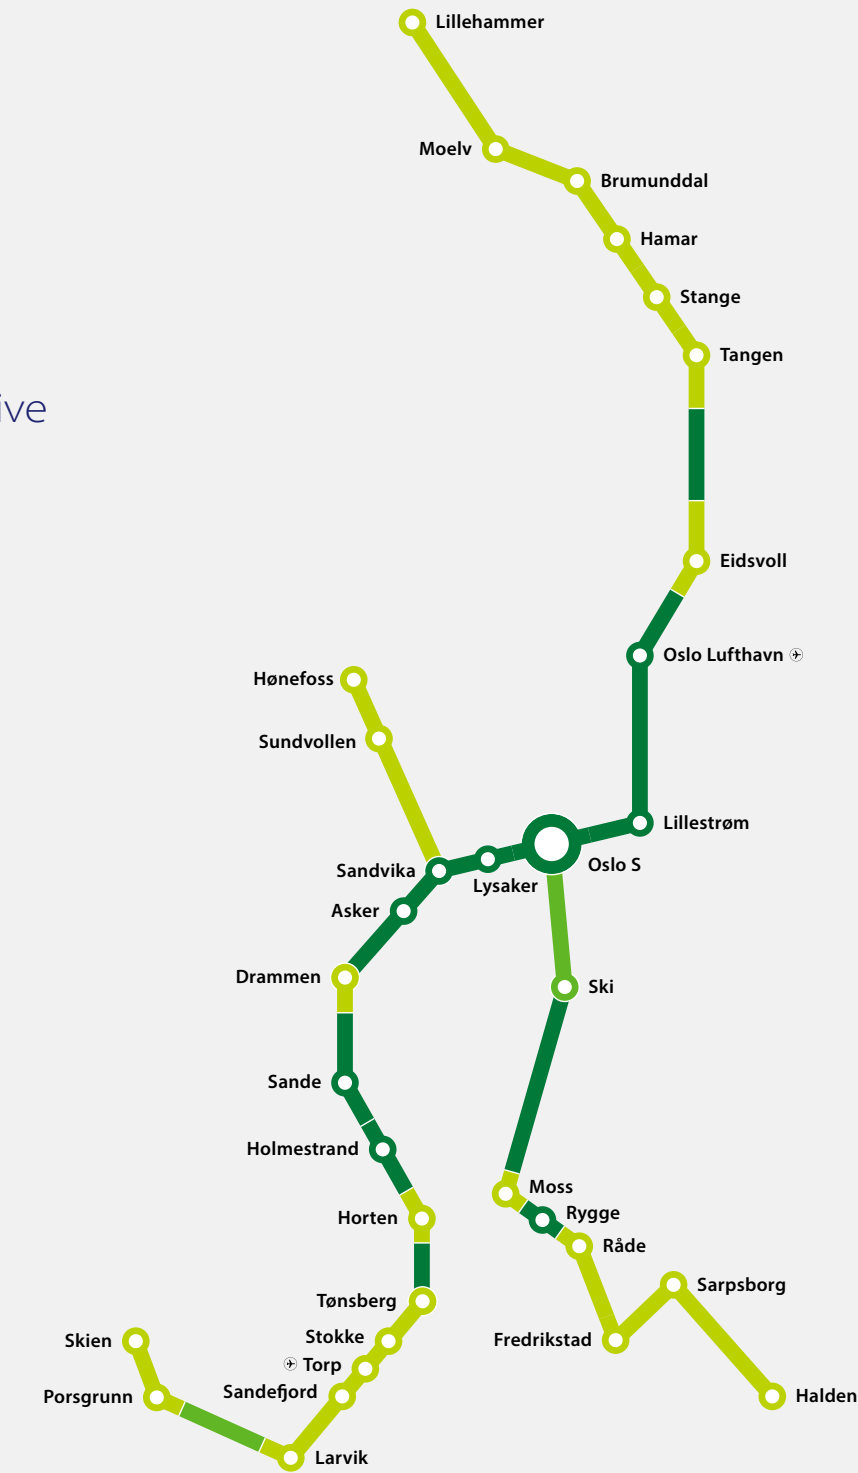 Lillehammer
Moelv
Brumunddal
Hamar
Stange
Tangen
ive
Eidsvoll
Oslo Lufthavn
Hønefoss
Sundvollen
Lillestrøm
Oslo S
Sandvika
Lysaker
Asker
Drammen
Ski
Sande
Holmestrand
Moss
Horten
Rygge
Råde
Sarpsborg
Tønsberg
Stokke
Fredrikstad
Skien
Torp
Sandefjord
Porsgrunn
Halden
Larvik